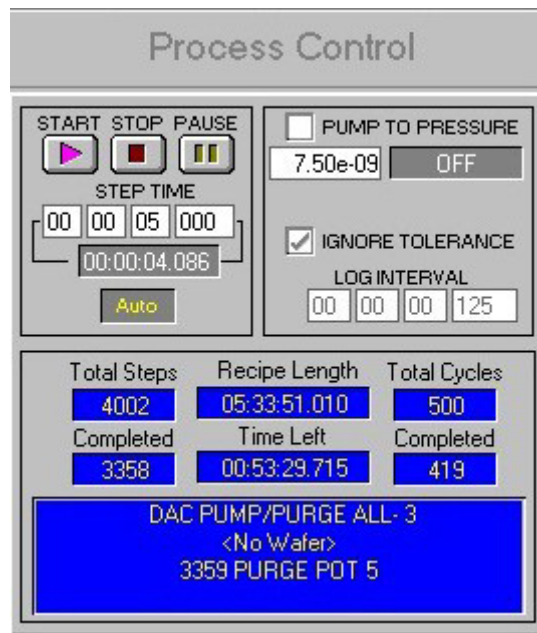 Process Control
START STOP PAUSE
STEP TIME
00 00 05 000
00:00:04.086
Auto
PUMP TO PRESSURE
7.50e-09 OFF
IGNORE TOLERANCE
LOG INTERVAL
00 00 00 125
Total Steps Recipe Length Total Cycles
4002 05:33:51.010 500
Completed Time Left Completed
3358 00:53:29.715 419
DAC PUMP/PURGE ALL- 3
<No Wafer>
3359 PURGE POT 5